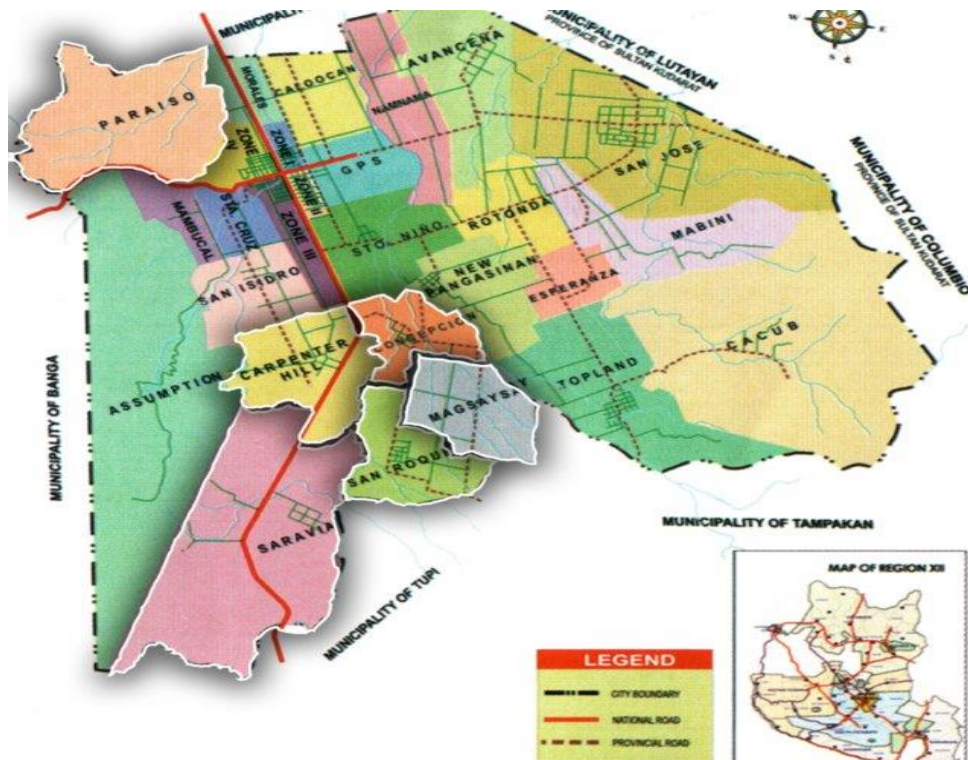 MUNICIPALITY
MUNICIPALITY OF LUTAYAN
PROVINCE OF SULTAN KUDARAT
W
E
S
PARAISO
MORALES
CALOOCAN
AVANCEÑA
NAMNAMA
ZONE IV
ZONE I
ZONE II
GPS
SAN JOSE
MUNICIPALITY OF COLUMBIO
PROVINCE OF SULTAN KUDARAT
MAMBUCAL
STA. CRUZ
ZONE III
STO. NIÑO
ROTONDA
MABINI
SAN ISIDRO
NEW
PANGASINAN
ESPERANZA
CONCEPCION
CACUB
ASSUMPTION
CARPENTER
HILL
MAGSAYSAY
TOPLAND
MUNICIPALITY OF BANGA
SAN ROQUE
SARAVIA
MUNICIPALITY OF TAMPAKAN
MUNICIPALITY OF TUPI
MAP OF REGION XII
LEGEND
CITY BOUNDARY
NATIONAL ROAD
PROVINCIAL ROAD